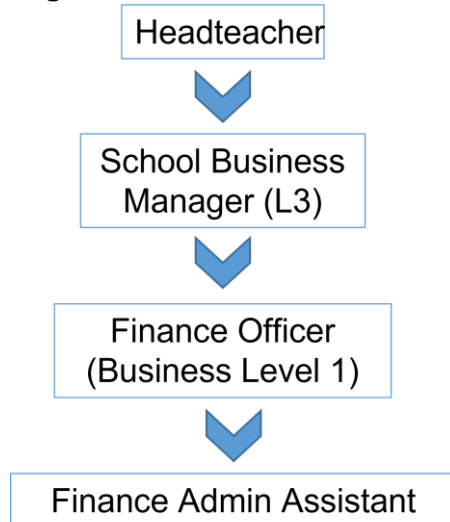 Headteacher
School Business
Manager (L3)
Finance Officer
(Business Level 1)
Finance Admin Assistant